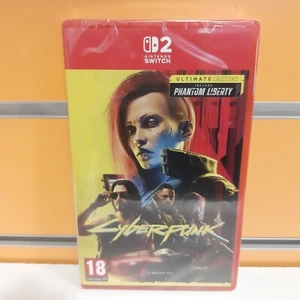 2
NINTENDO
SWITCH
ULTIMATE EDITION
PHANTOM LIBERTY
Cyberpunk
18